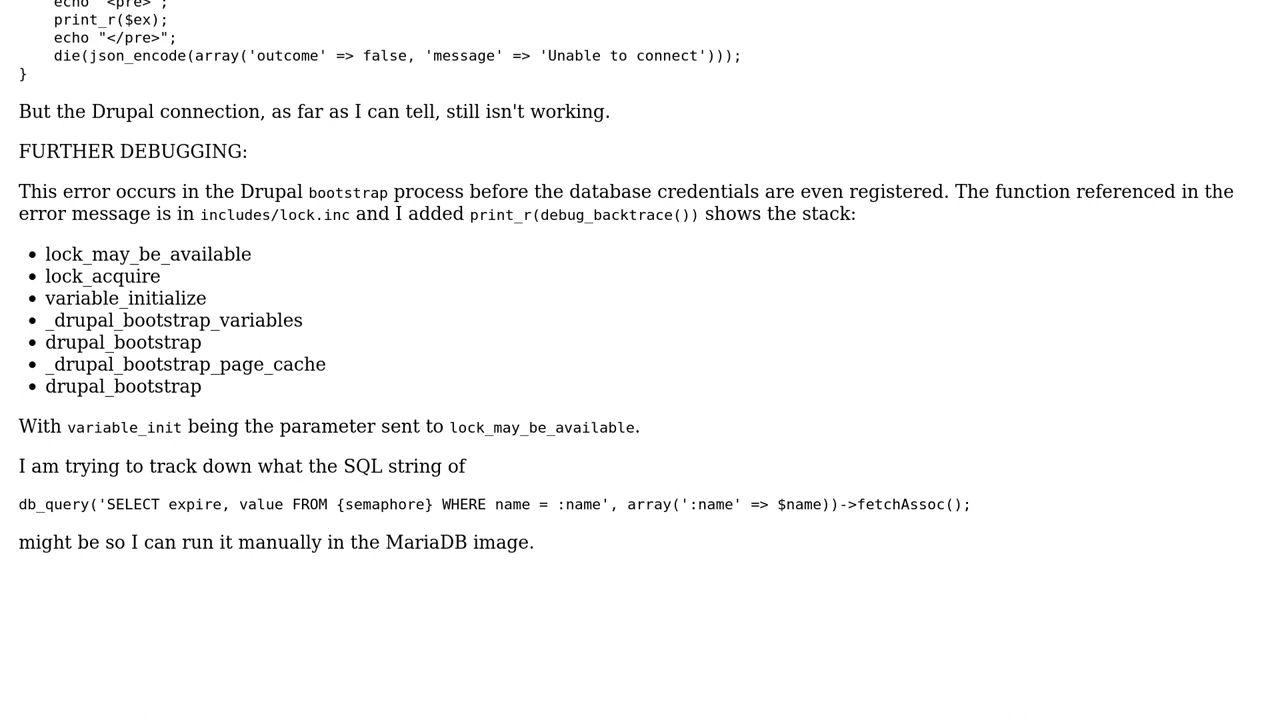 echo "<pre>";
print_r($ex);
echo "</pre>";
die(json_encode(array('outcome' => false, 'message' => 'Unable to connect')));
}
But the Drupal connection, as far as I can tell, still isn't working.
FURTHER DEBUGGING:
This error occurs in the Drupal bootstrap process before the database credentials are even registered. The function referenced in the
error message is in includes/lock.inc and I added print_r(debug_backtrace()) shows the stack:
• lock_may_be_available
• lock_acquire
• variable_initialize
• _drupal_bootstrap_variables
• drupal_bootstrap
• _drupal_bootstrap_page_cache
• drupal_bootstrap
With variable_init being the parameter sent to lock_may_be_available.
I am trying to track down what the SQL string of
db_query('SELECT expire, value FROM {semaphore} WHERE name = :name', array(':name' => $name))->fetchAssoc();
might be so I can run it manually in the MariaDB image.